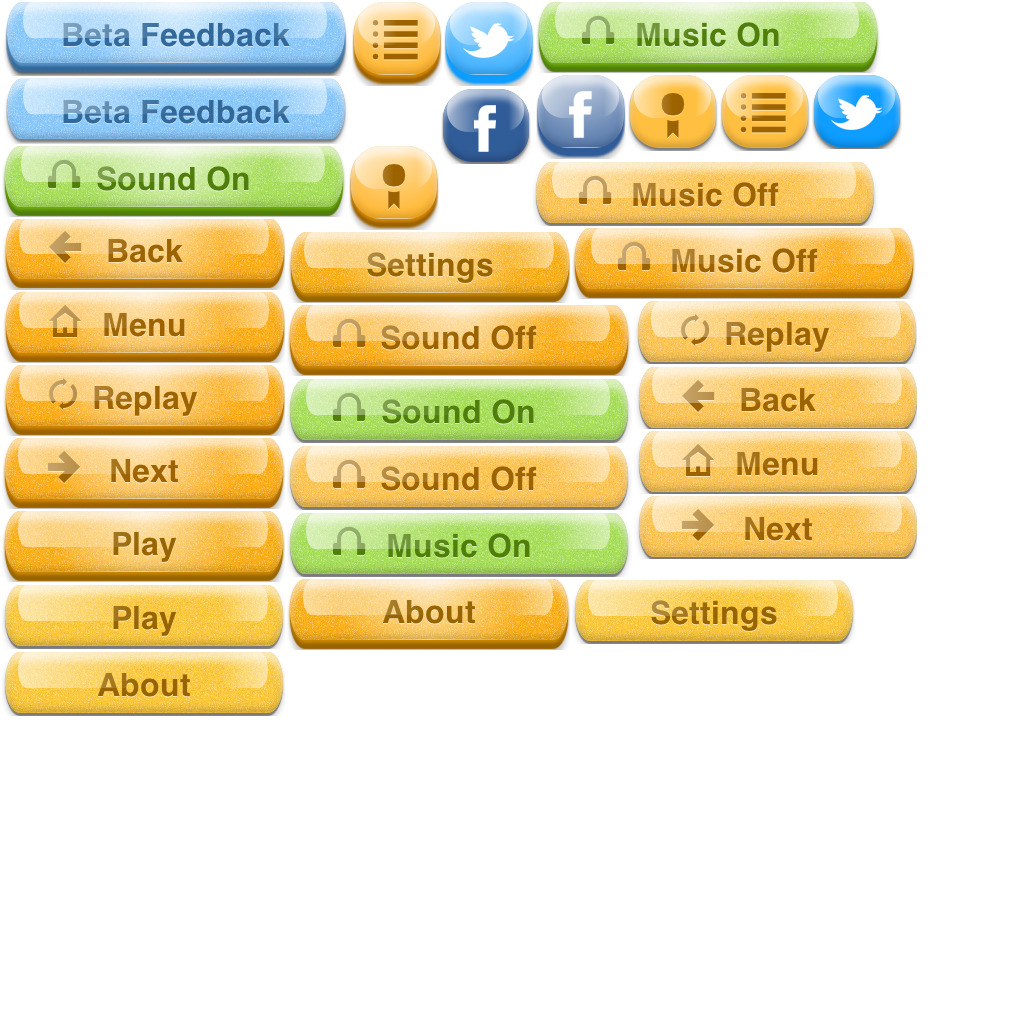 Beta Feedback
Music On
Beta Feedback
Sound On
Music Off
Back
Settings
Music Off
Menu
Sound Off
Replay
Replay
Sound On
Back
Next
Sound Off
Menu
Play
Music On
Next
Play
About
Settings
About